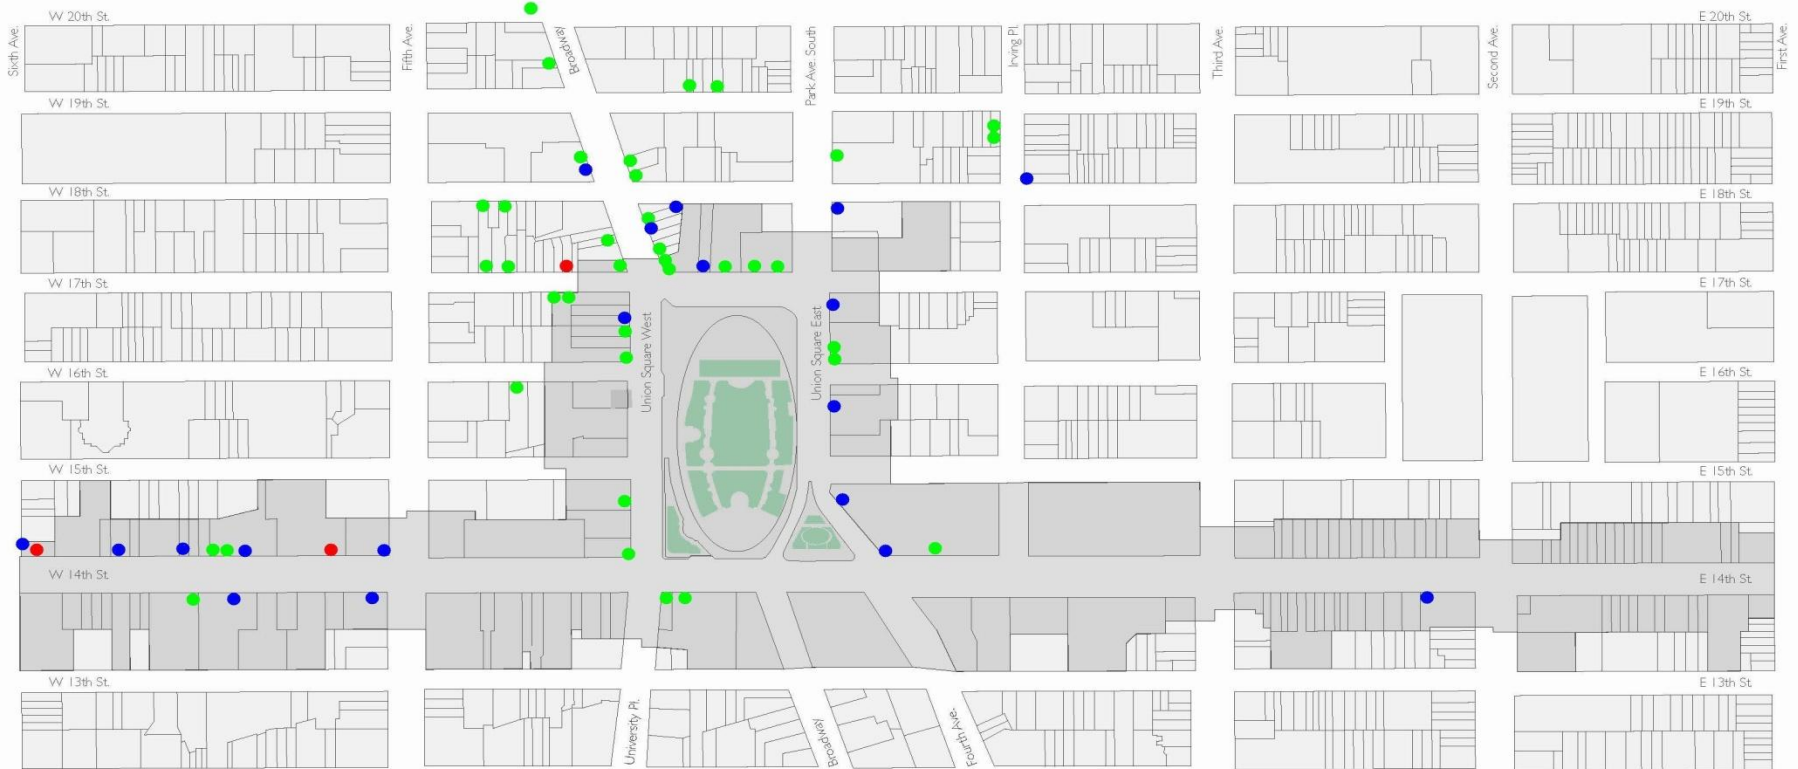 W 20th St.
E 20th St.
Sixth Ave.
Fifth Ave.
Broadway
Park Ave. South
Irving Pl.
Third Ave.
Second Ave.
First Ave.
W 19th St.
E 19th St.
W 18th St.
E 18th St.
W 17th St.
E 17th St.
Union Square West
Union Square East
W 16th St.
E 16th St.
W 15th St.
E 15th St.
W 14th St.
E 14th St.
W 13th St.
E 13th St.
University Pl.
Broadway
Fourth Ave.